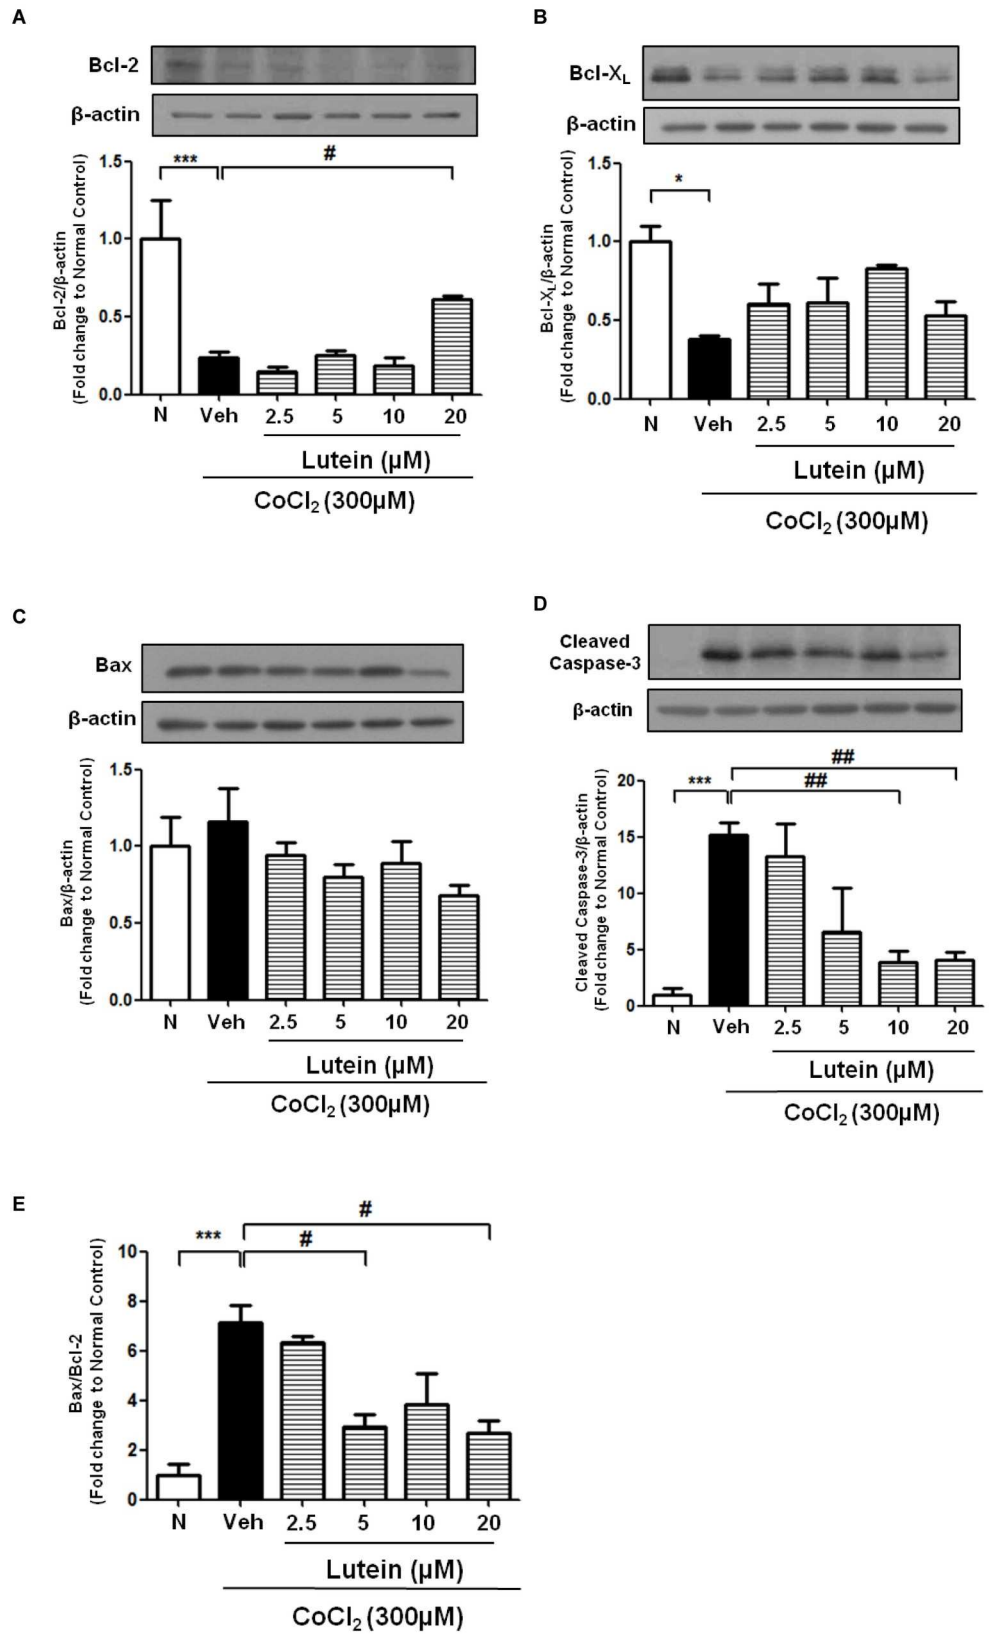 A
Bcl-2
β-actin
Bcl-2/β-actin
(Fold change to Normal Control)
1.5
1.0
0.5
0.0
***
#
N Veh 2.5 5 10 20
Lutein (μM)
CoCl₂ (300μM)
B
Bcl-X_L
β-actin
Bcl-X_L/β-actin
(Fold change to Normal Control)
1.5
1.0
0.5
0.0
*
N Veh 2.5 5 10 20
Lutein (μM)
CoCl₂ (300μM)
C
Bax
β-actin
Bax/β-actin
(Fold change to Normal Control)
1.5
1.0
0.5
0.0
N Veh 2.5 5 10 20
Lutein (μM)
CoCl₂ (300μM)
D
Cleaved
Caspase-3
β-actin
Cleaved Caspase-3/β-actin
(Fold change to Normal Control)
20
15
10
5
0
***
##
##
N Veh 2.5 5 10 20
Lutein (μM)
CoCl₂ (300μM)
E
Bax/Bcl-2
(Fold change to Normal Control)
10
8
6
4
2
0
***
#
#
N Veh 2.5 5 10 20
Lutein (μM)
CoCl₂ (300μM)